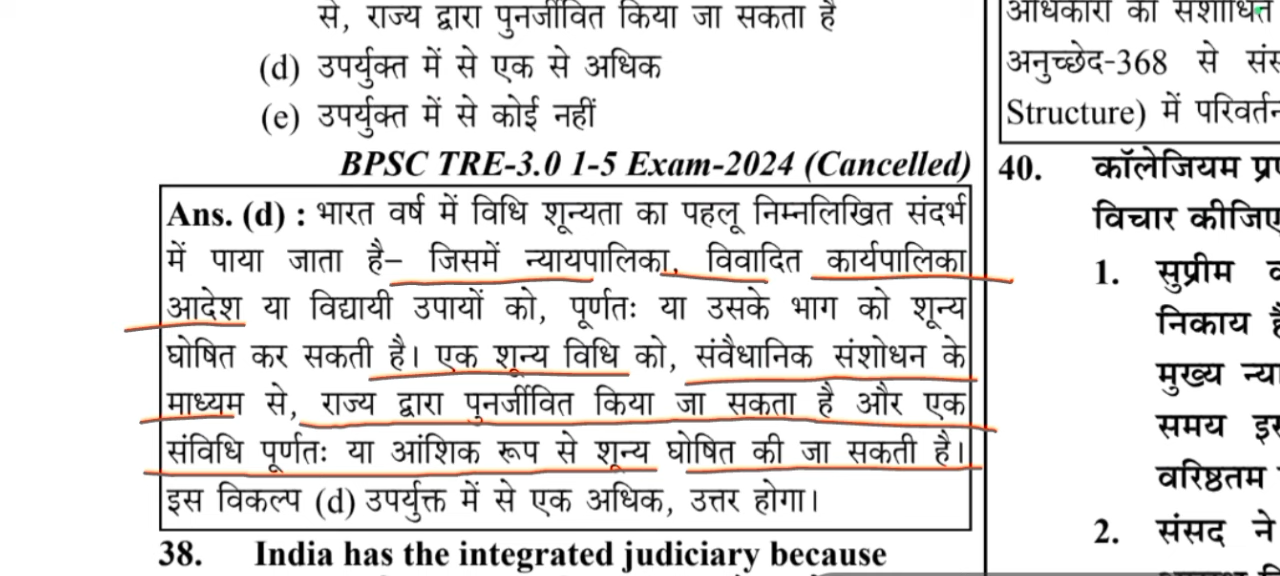 से, राज्य द्वारा पुनर्जीवित किया जा सकता है
(d) उपर्युक्त में से एक से अधिक
(e) उपर्युक्त में से कोई नहीं
BPSC TRE-3.0 1-5 Exam-2024 (Cancelled)
Ans. (d) : भारत वर्ष में विधि शून्यता का पहलू निम्नलिखित संदर्भ
में पाया जाता है– जिसमें न्यायपालिका, विवादित कार्यपालिका
आदेश या विद्यायी उपायों को, पूर्णतः या उसके भाग को शून्य
घोषित कर सकती है। एक शून्य विधि को, संवैधानिक संशोधन के
माध्यम से, राज्य द्वारा पुनर्जीवित किया जा सकता है और एक
संविधि पूर्णतः या आंशिक रूप से शून्य घोषित की जा सकती है।
इस विकल्प (d) उपर्युक्त में से एक अधिक, उत्तर होगा।
38. India has the integrated judiciary because
अनुच्छेद-368 से
Structure) में
40. कॉलेजियम
विचार कीजिए
1. सुप्रीम
निकाय
मुख्य
समय
वरिष्ठतम
2. संसद ने